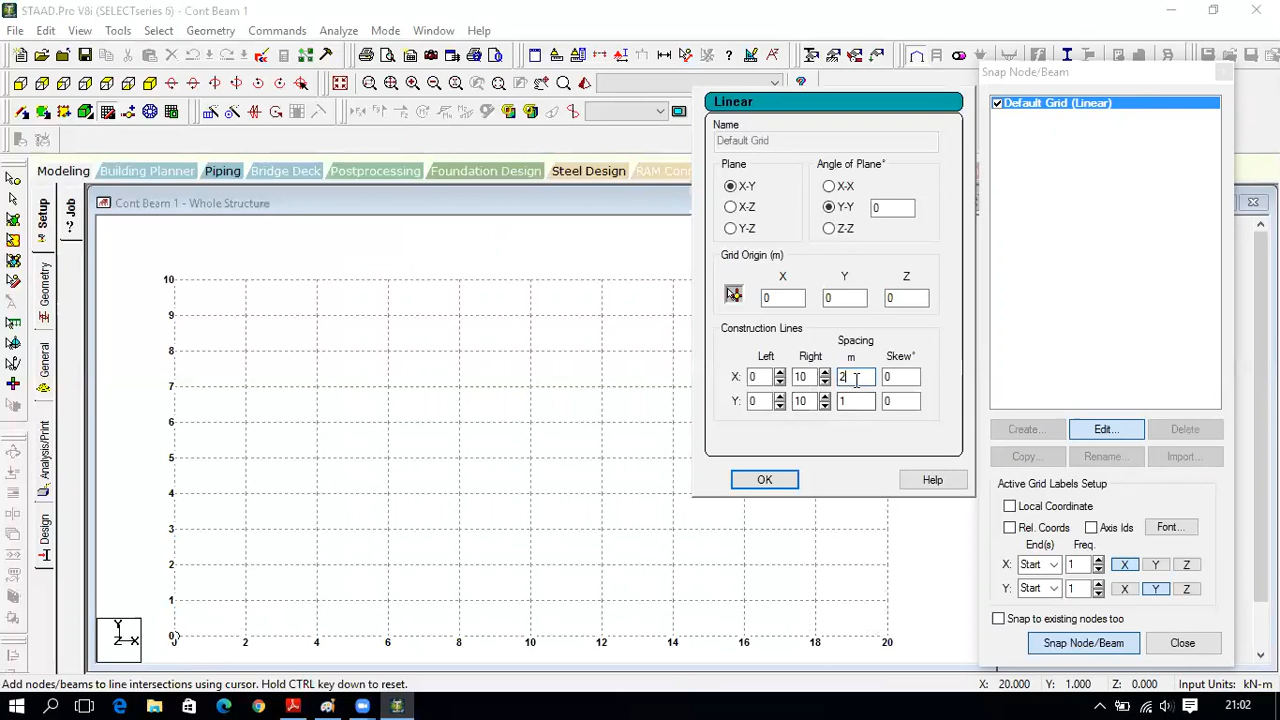 STAAD.Pro V8i (SELECTseries 6) - Cont Beam 1
File Edit View Tools Select Geometry Commands Analyze Mode Window Help
Snap Node/Beam
Default Grid (Linear)
Linear
Name
Default Grid
Plane
Angle of Plane°
X-Y
X-X
X-Z
Y-Y
0
Y-Z
Z-Z
Grid Origin (m)
X Y Z
0 0 0
Construction Lines
Spacing
Left Right m Skew°
X: 0 10 2 0
Y: 0 10 1 0
OK
Help
Modeling Building Planner Piping Bridge Deck Postprocessing Foundation Design Steel Design RAM Con
Cont Beam 1 - Whole Structure
Setup
Job
Geometry
General
Analysis/Print
Design
10
9
8
7
6
5
4
3
2
1
0
0 2 4 6 8 10 12 14 16 18 20
Y
Z X
Create... Edit... Delete
Copy... Rename... Import...
Active Grid Labels Setup
Local Coordinate
Rel. Coords Axis Ids Font...
End(s) Freq.
X: Start 1 X Y Z
Y: Start 1 X Y Z
Snap to existing nodes too
Snap Node/Beam Close
Add nodes/beams to line intersections using cursor. Hold CTRL key down to reset.
X: 20.000 Y: 1.000 Z: 0.000 Input Units: kN-m
21:02